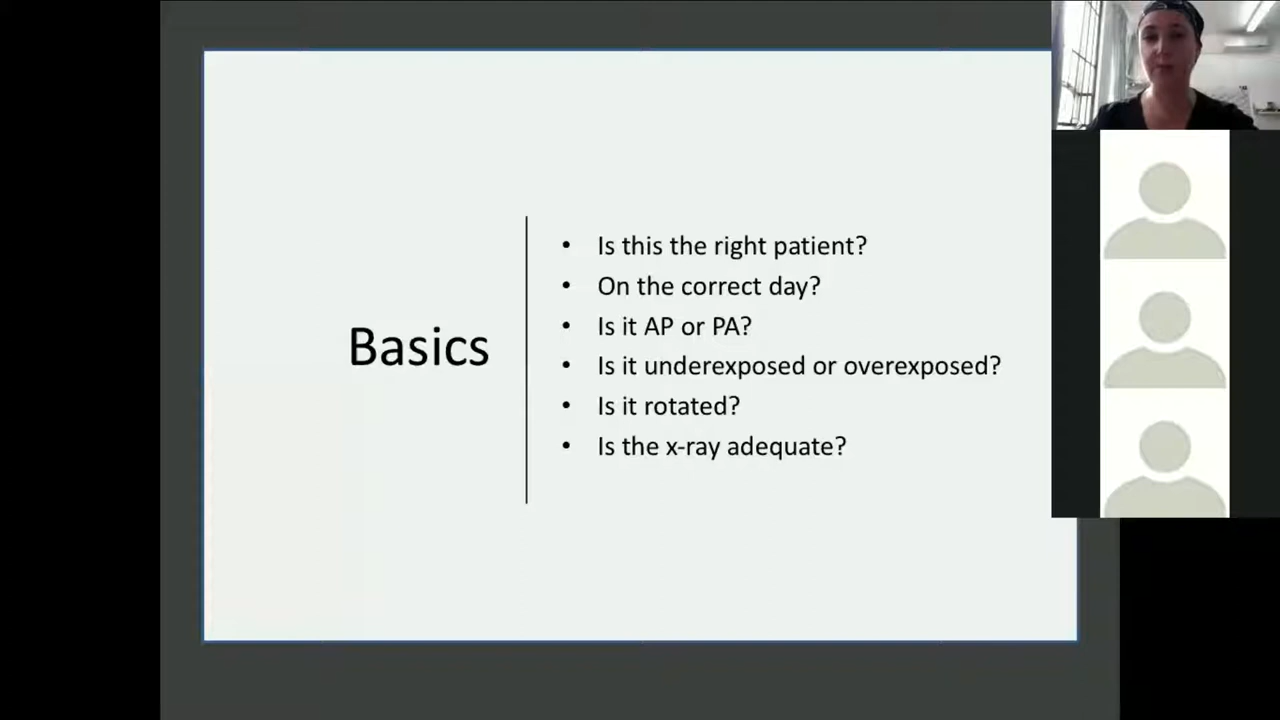 Basics
• Is this the right patient?
• On the correct day?
• Is it AP or PA?
• Is it underexposed or overexposed?
• Is it rotated?
• Is the x-ray adequate?